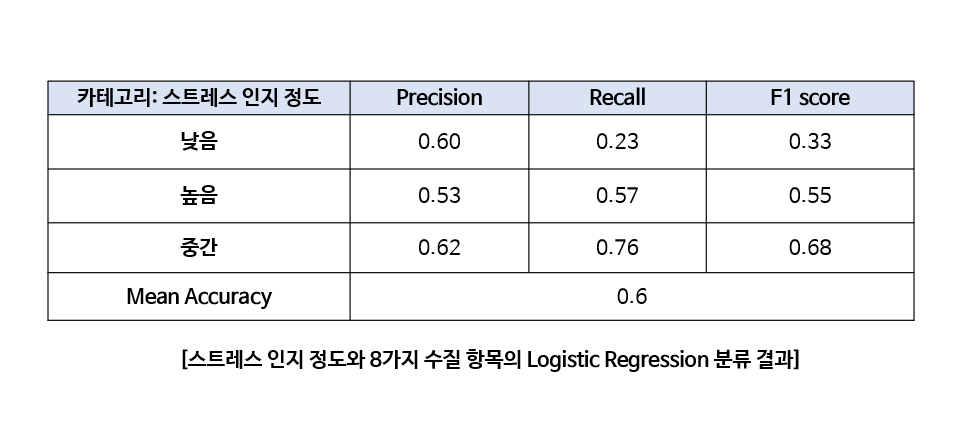 카테고리: 스트레스 인지 정도 Precision Recall F1 score
낮음 0.60 0.23 0.33
높음 0.53 0.57 0.55
중간 0.62 0.76 0.68
Mean Accuracy 0.6
[스트레스 인지 정도와 8가지 수질 항목의 Logistic Regression 분류 결과]